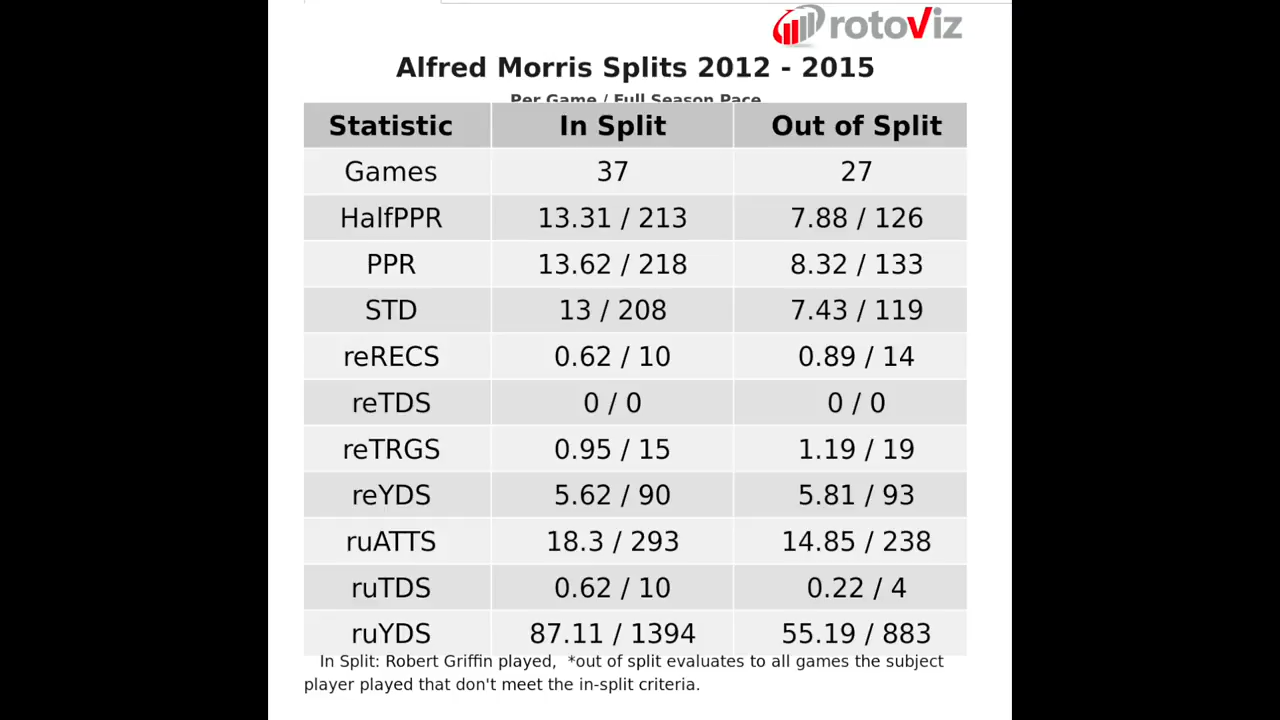 rotoViz
Alfred Morris Splits 2012 - 2015
Per Game / Full Season Pace
Statistic In Split Out of Split
Games 37 27
HalfPPR 13.31 / 213 7.88 / 126
PPR 13.62 / 218 8.32 / 133
STD 13 / 208 7.43 / 119
reRECS 0.62 / 10 0.89 / 14
reTDS 0 / 0 0 / 0
reTRGS 0.95 / 15 1.19 / 19
reYDS 5.62 / 90 5.81 / 93
ruATTS 18.3 / 293 14.85 / 238
ruTDS 0.62 / 10 0.22 / 4
ruYDS 87.11 / 1394 55.19 / 883
In Split: Robert Griffin played, *out of split evaluates to all games the subject
player played that don't meet the in-split criteria.